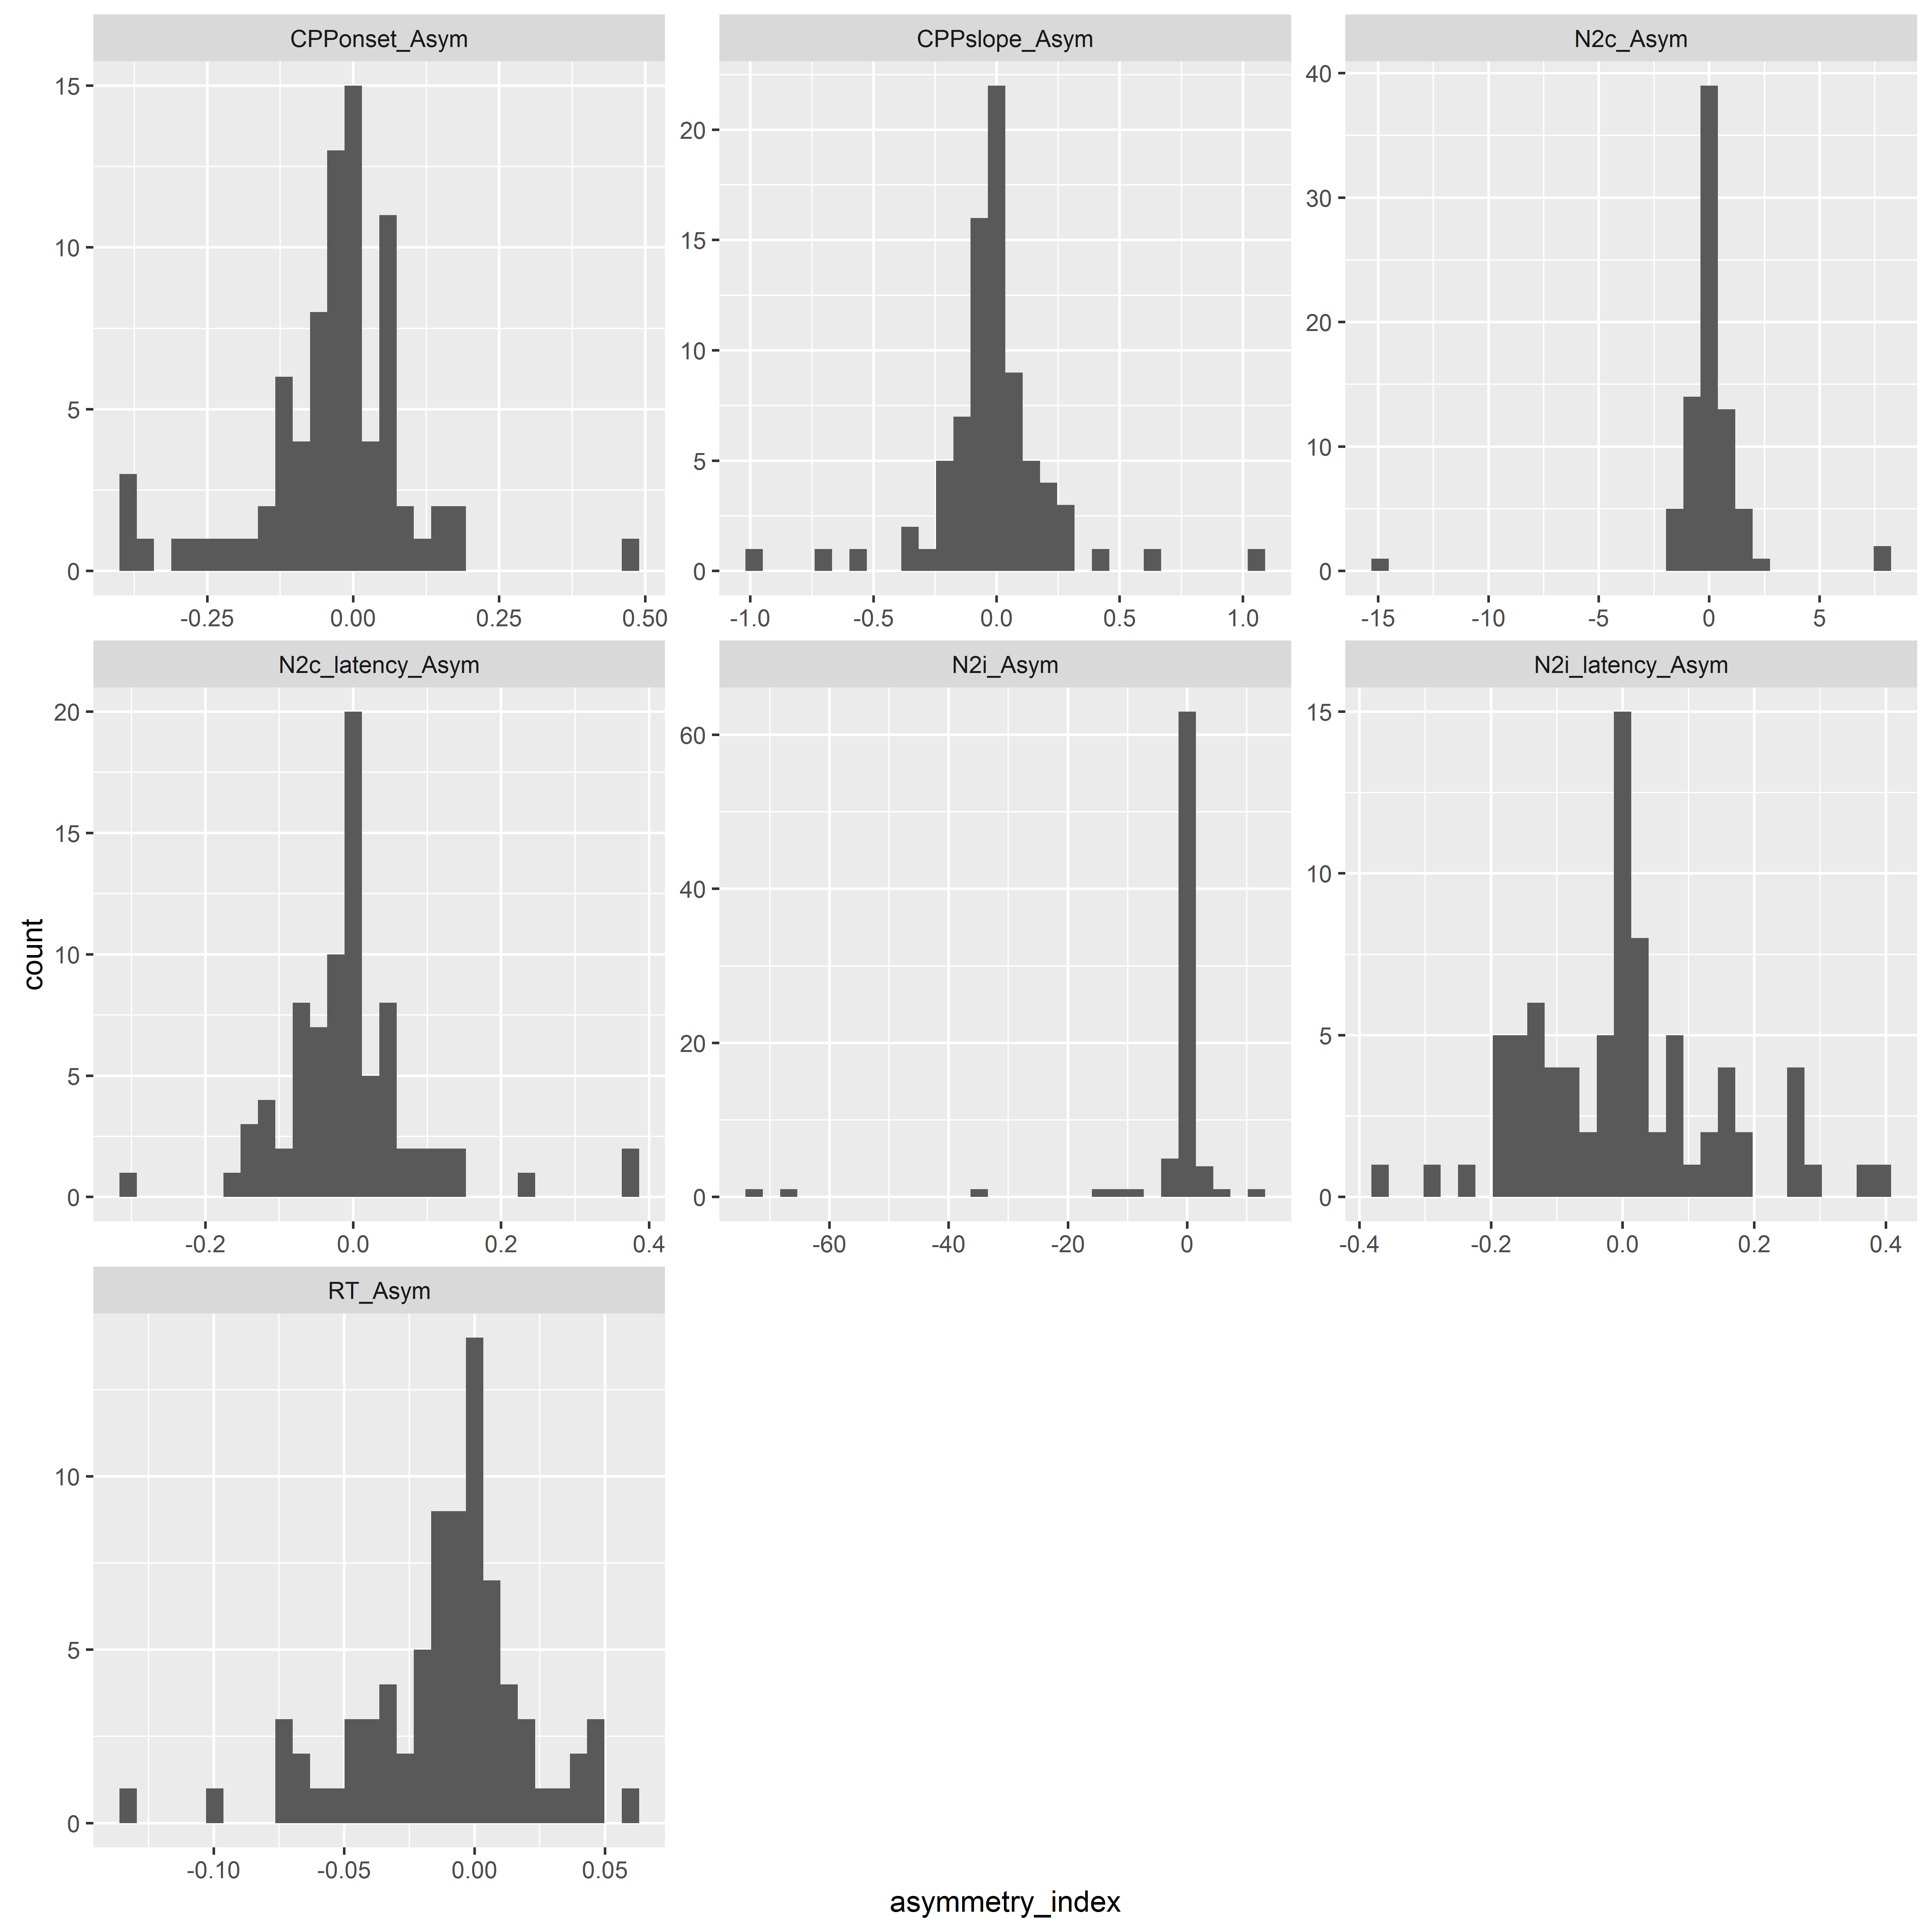 CPPonset_Asym
CPPslope_Asym
N2c_Asym
15
10
5
0
-0.25 0.00 0.25 0.50
20
15
10
5
0
-1.0 -0.5 0.0 0.5 1.0
40
30
20
10
0
-15 -10 -5 0 5
N2c_latency_Asym
N2i_Asym
N2i_latency_Asym
20
15
10
5
0
-0.2 0.0 0.2 0.4
60
40
20
0
-60 -40 -20 0
15
10
5
0
-0.4 -0.2 0.0 0.2 0.4
count
RT_Asym
10
5
0
-0.10 -0.05 0.00 0.05
asymmetry_index